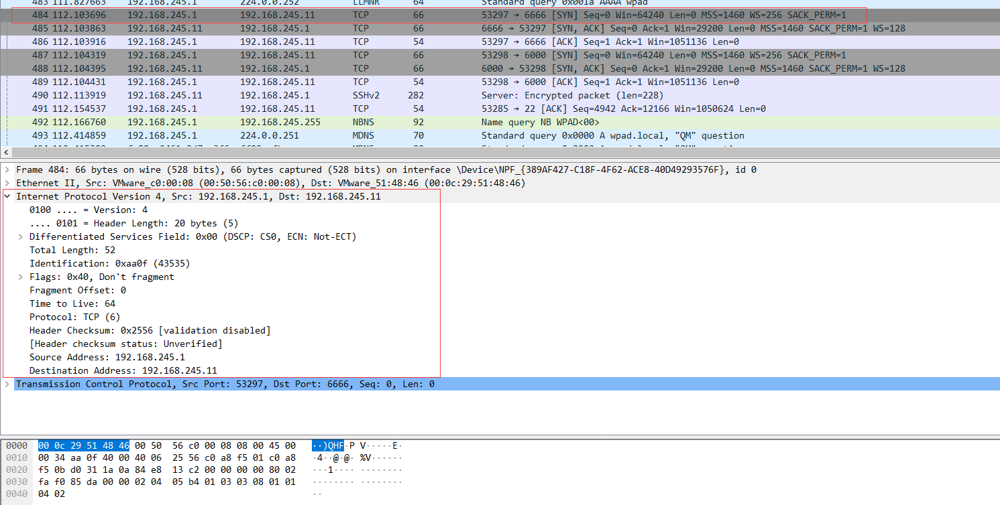 483 111.827663 192.168.245.1 224.0.0.252 LLMNR 64 Standard query 0x001a AAAA wpad
484 112.103696 192.168.245.1 192.168.245.11 TCP 66 53297 → 6666 [SYN] Seq=0 Win=64240 Len=0 MSS=1460 WS=256 SACK_PERM=1
485 112.103863 192.168.245.11 192.168.245.1 TCP 66 6666 → 53297 [SYN, ACK] Seq=0 Ack=1 Win=29200 Len=0 MSS=1460 SACK_PERM=1 WS=128
486 112.103916 192.168.245.1 192.168.245.11 TCP 54 53297 → 6666 [ACK] Seq=1 Ack=1 Win=1051136 Len=0
487 112.104319 192.168.245.1 192.168.245.11 TCP 66 53298 → 6000 [SYN] Seq=0 Win=64240 Len=0 MSS=1460 WS=256 SACK_PERM=1
488 112.104395 192.168.245.11 192.168.245.1 TCP 66 6000 → 53298 [SYN, ACK] Seq=0 Ack=1 Win=29200 Len=0 MSS=1460 SACK_PERM=1 WS=128
489 112.104431 192.168.245.1 192.168.245.11 TCP 54 53298 → 6000 [ACK] Seq=1 Ack=1 Win=1051136 Len=0
490 112.113919 192.168.245.11 192.168.245.1 SSHv2 282 Server: Encrypted packet (len=228)
491 112.154537 192.168.245.1 192.168.245.11 TCP 54 53285 → 22 [ACK] Seq=4942 Ack=12166 Win=1050624 Len=0
492 112.166760 192.168.245.1 192.168.245.255 NBNS 92 Name query NB WPAD<00>
493 112.414859 192.168.245.1 224.0.0.251 MDNS 70 Standard query 0x0000 A wpad.local, "QM" question
Frame 484: 66 bytes on wire (528 bits), 66 bytes captured (528 bits) on interface \Device\NPF_{389AF427-C18F-4F62-ACE8-40D49293576F}, id 0
Ethernet II, Src: VMware_c0:00:08 (00:50:56:c0:00:08), Dst: VMware_51:48:46 (00:0c:29:51:48:46)
Internet Protocol Version 4, Src: 192.168.245.1, Dst: 192.168.245.11
0100 .... = Version: 4
.... 0101 = Header Length: 20 bytes (5)
Differentiated Services Field: 0x00 (DSCP: CS0, ECN: Not-ECT)
Total Length: 52
Identification: 0xaa0f (43535)
Flags: 0x40, Don't fragment
Fragment Offset: 0
Time to Live: 64
Protocol: TCP (6)
Header Checksum: 0x2556 [validation disabled]
[Header checksum status: Unverified]
Source Address: 192.168.245.1
Destination Address: 192.168.245.11
Transmission Control Protocol, Src Port: 53297, Dst Port: 6666, Seq: 0, Len: 0
0000 00 0c 29 51 48 46 00 50 56 c0 00 08 08 00 45 00 ··)QHF·P V·····E·
0010 00 34 aa 0f 40 00 40 06 25 56 c0 a8 f5 01 c0 a8 ·4··@·@· %V······
0020 f5 0b d0 31 1a 0a 84 e8 13 c2 00 00 00 00 80 02 ···1···· ········
0030 fa f0 85 da 00 00 02 04 05 b4 01 03 03 08 01 01 ········ ········
0040 04 02 ··